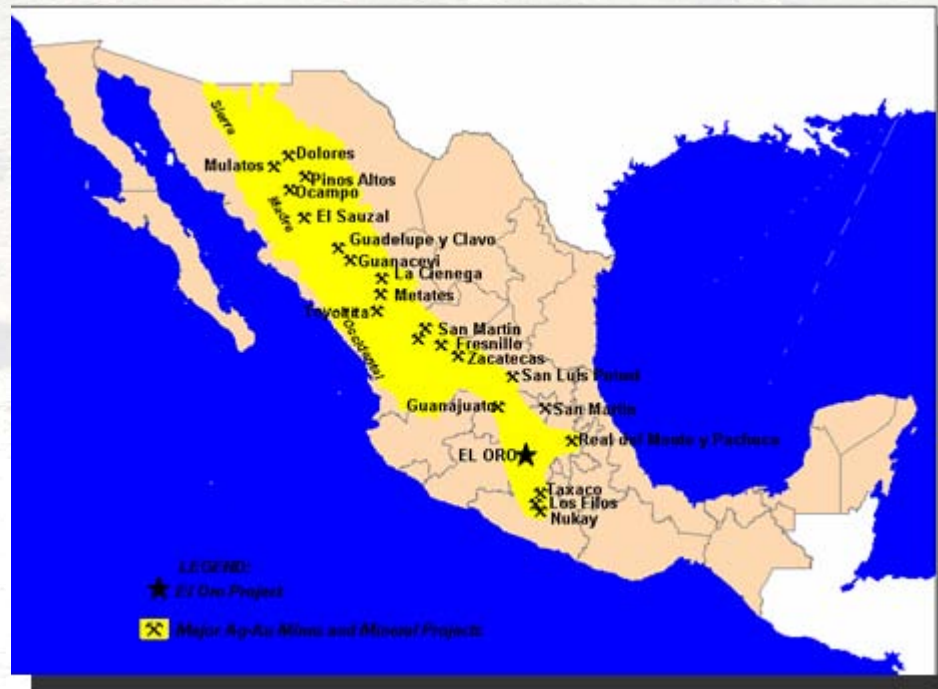 Sierra
Dolores
Mulatos
Pinos Altos
Ocampo
Madre
El Sauzal
Guadelupe y Clavo
Guanacevi
La Cienega
Metates
Tayoltita
Occidental
San Martin
Fresnillo
Zacatecas
San Luis Potosi
Guanajuato
San Martin
Real del Monte y Pachuca
EL ORO
Taxaco
Los Filos
Nukay
LEGEND:
El Oro Project
Major Ag-Au Mines and Mineral Projects